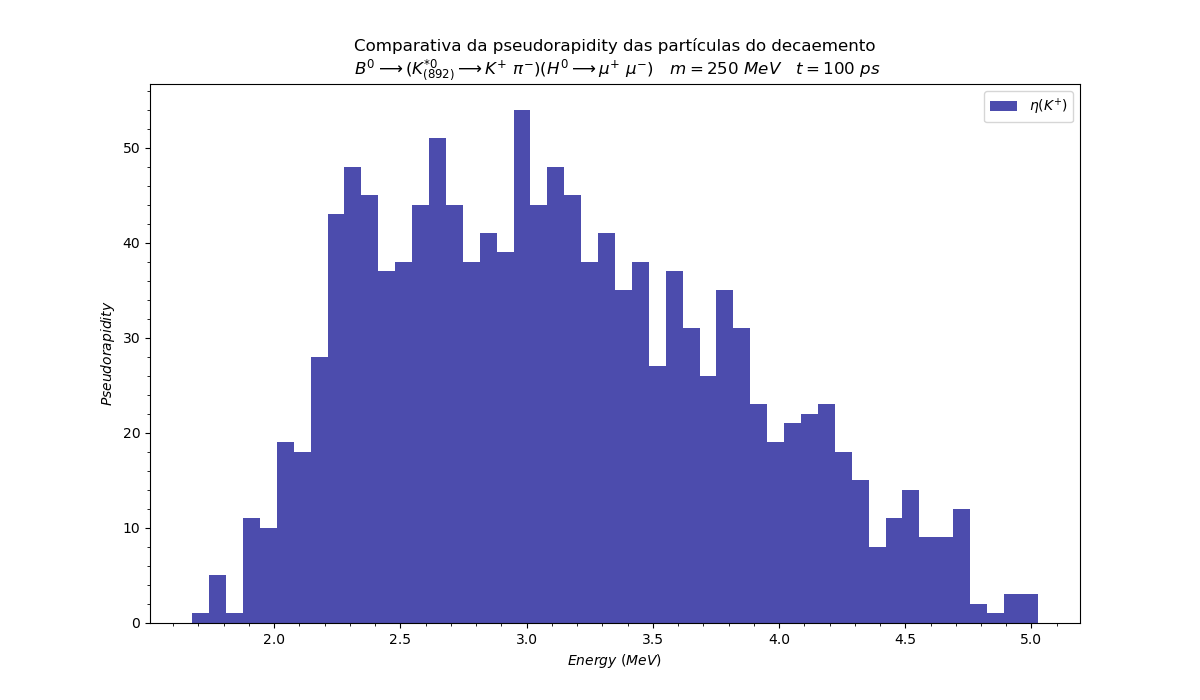 Comparativa da pseudorapidity das partículas do decaemento
B⁰ ⟶ (K*⁰₍₈₉₂₎ ⟶ K⁺ π⁻)(H⁰ ⟶ μ⁺ μ⁻)   m = 250 MeV   t = 100 ps
η(K⁺)
Pseudorapidity
50
40
30
20
10
0
2.0 2.5 3.0 3.5 4.0 4.5 5.0
Energy (MeV)